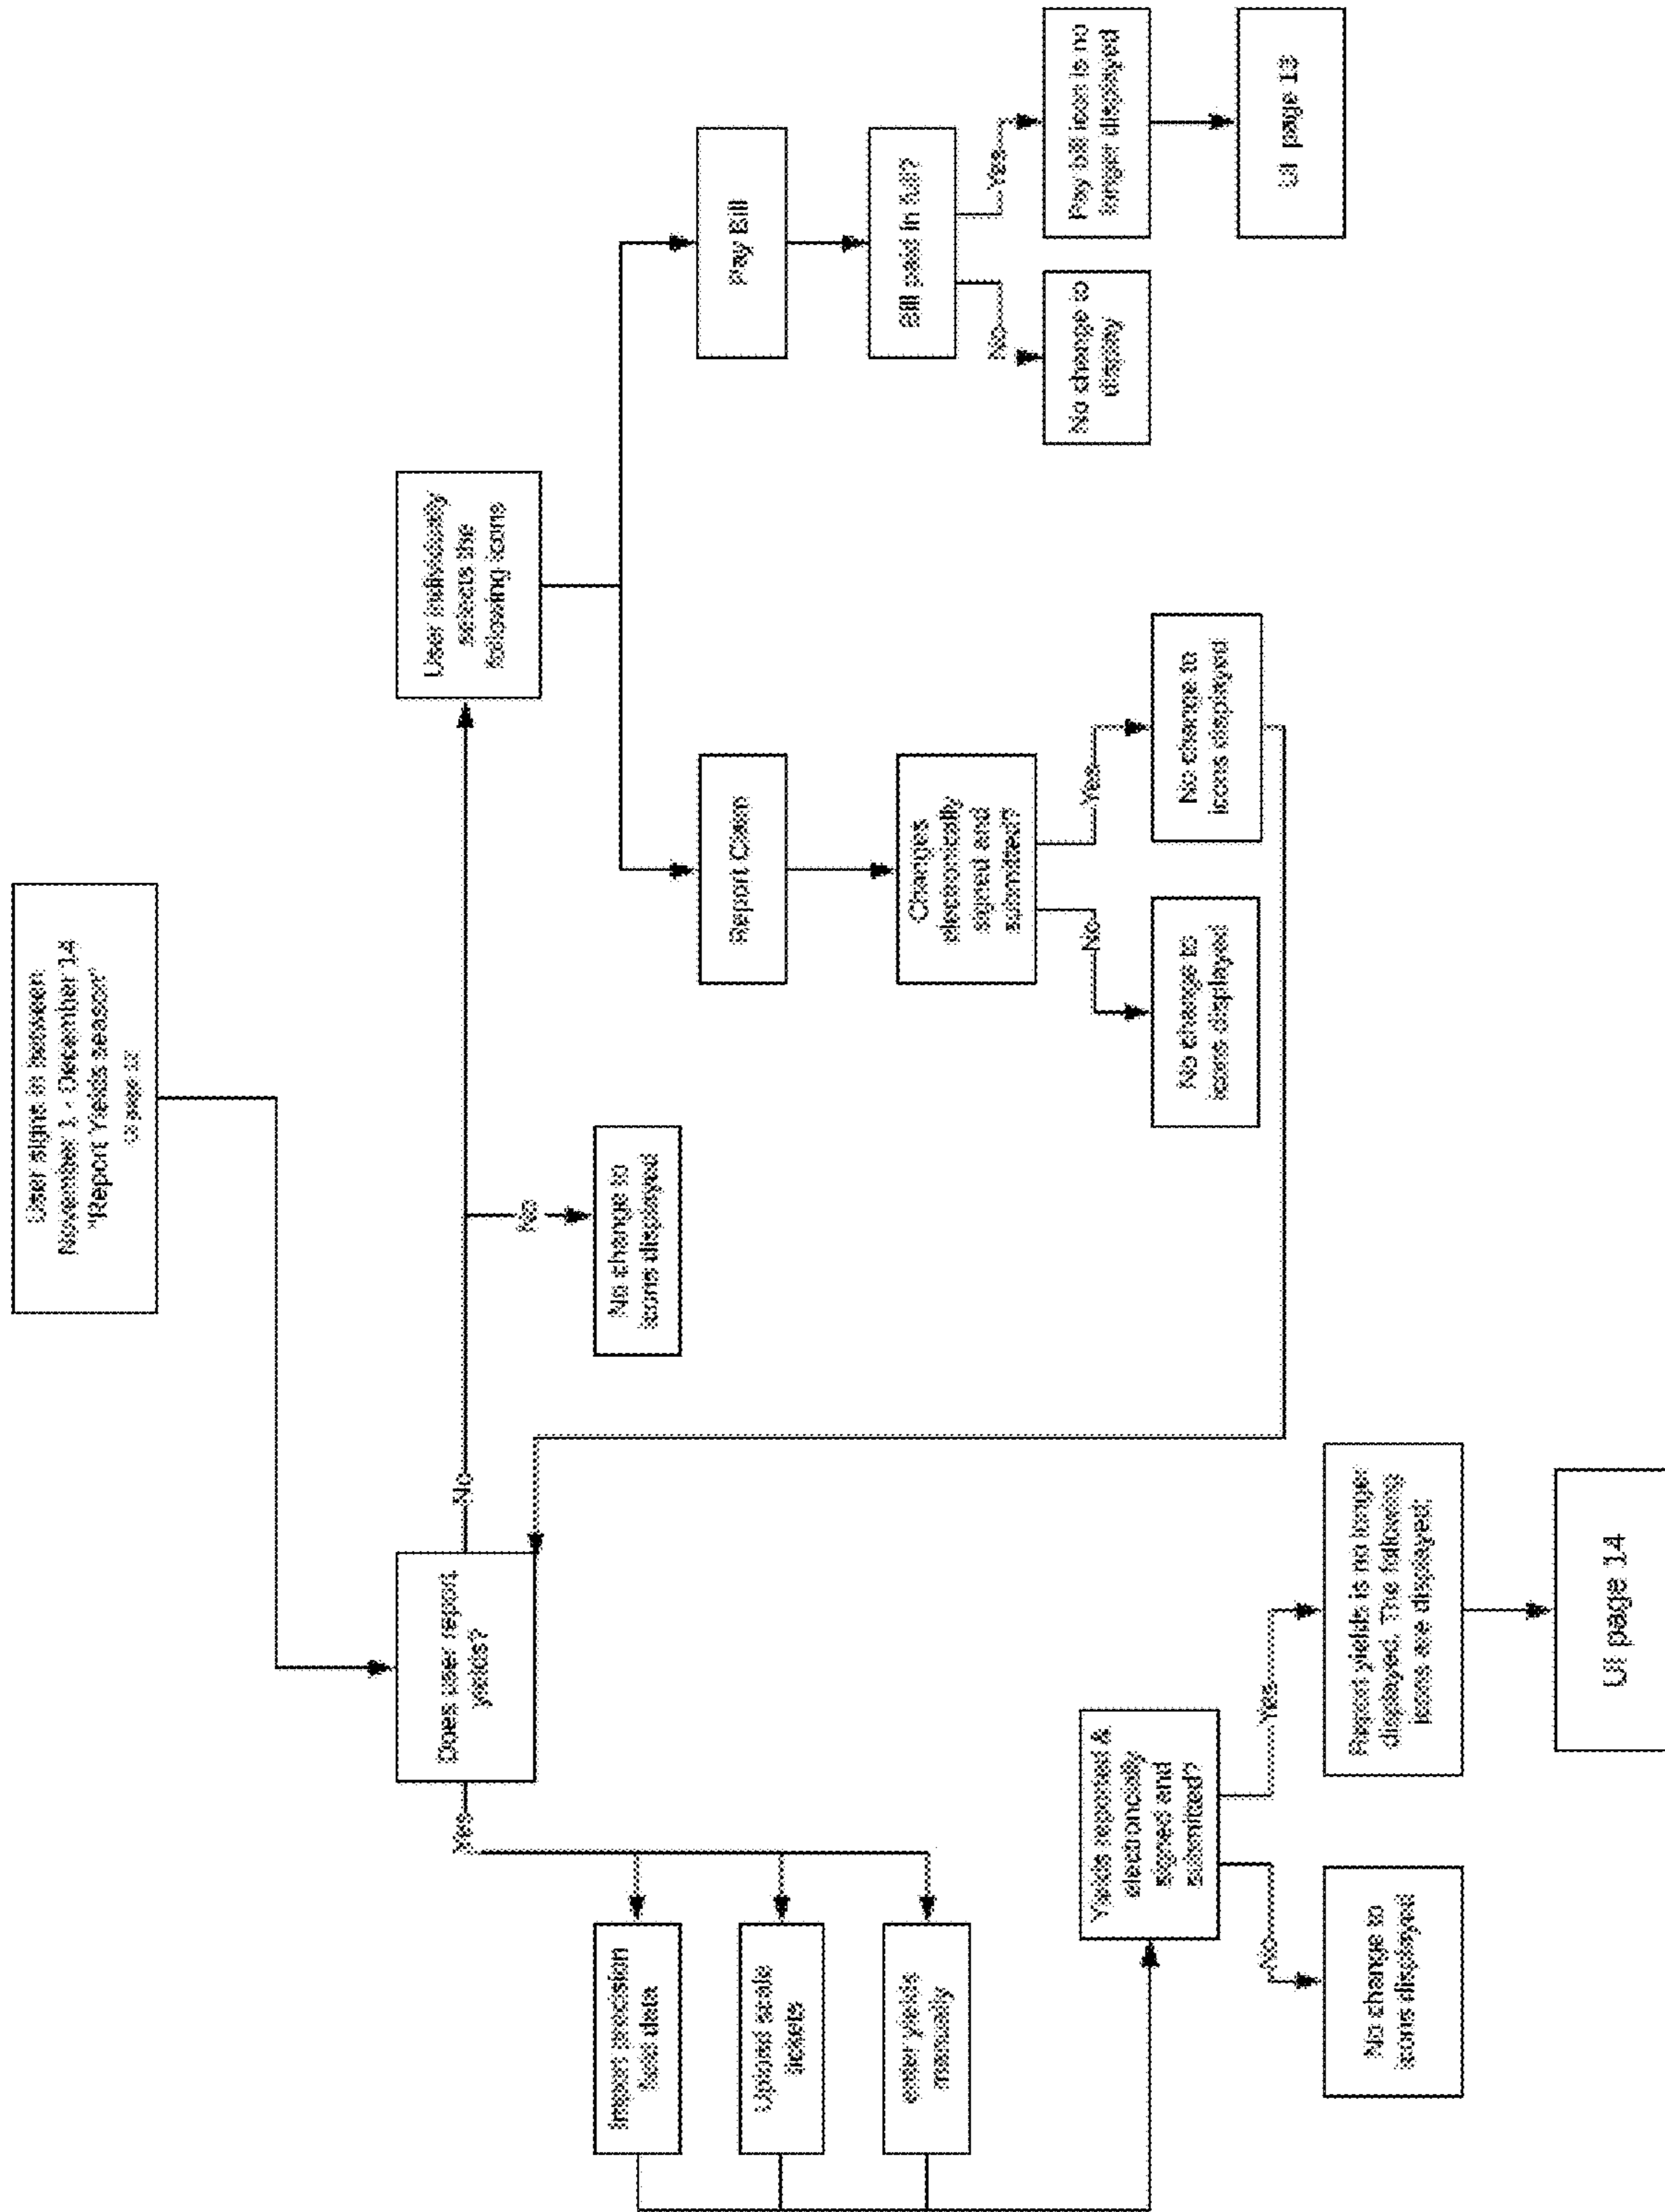 User signs in between
November 1 - December 14
"Report Yields season"
Does user report
yields?
Yes
No
No
No change to
icons displayed
User individually
selects the
following icons
Import precision
data
Upload scale
tickets
enter yields
manually
Report Claim
Pay Bill
Changes
electronically
signed and
submitted?
No
Yes
No change to
icons displayed
No change to
icons displayed
Bill paid in full?
No
Yes
No change to
display
Pay bill icon is no
longer displayed
UI page 13
Yields reported &
electroncially
signed and
submitted?
No
Yes
No change to
icons displayed
Report yields is no longer
displayed. The following
icons are displayed:
UI page 14